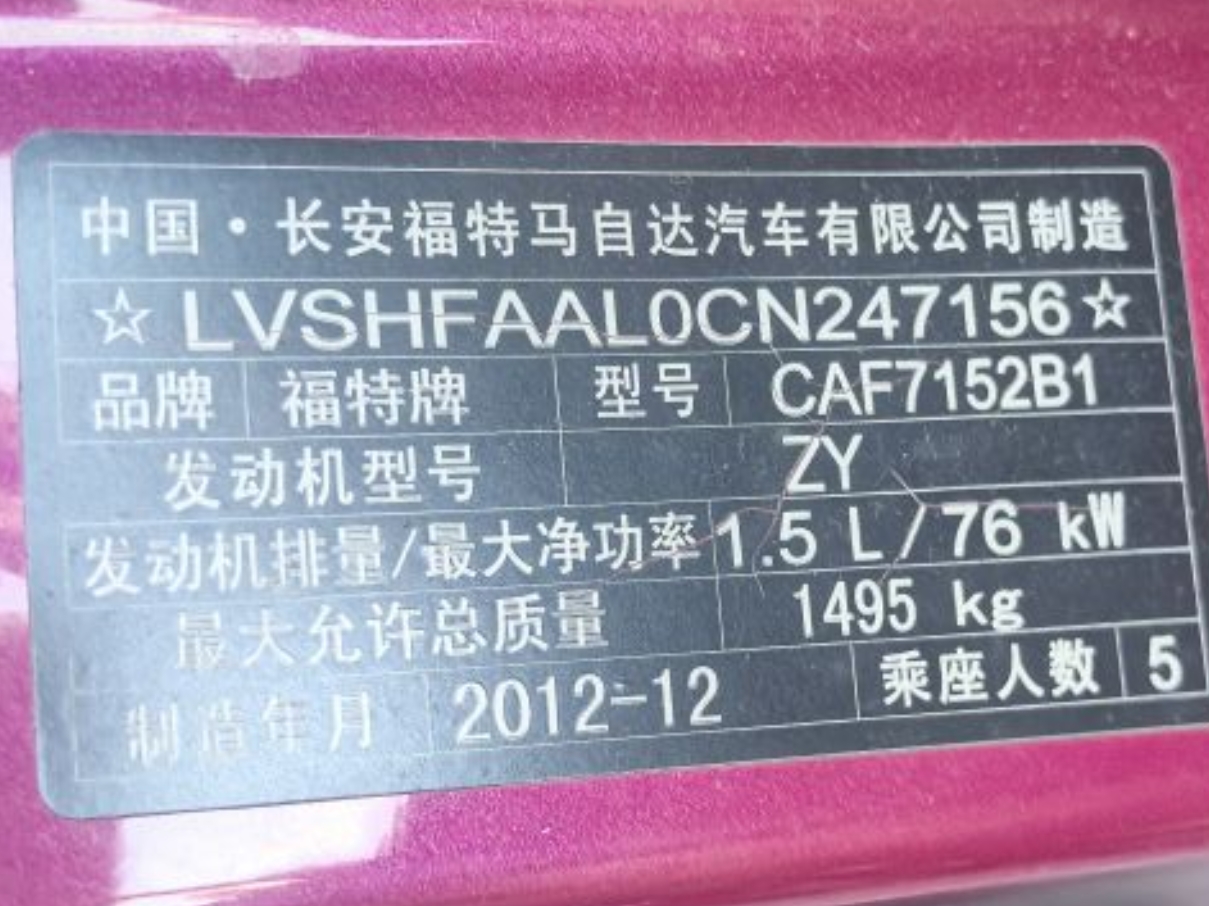 中国·长安福特马自达汽车有限公司制造
☆LVSHFAAL0CN247156☆
品牌 福特牌 型号 CAF7152B1
发动机型号 ZY
发动机排量/最大净功率 1.5 L/76 kW
最大允许总质量 1495 kg
制造年月 2012-12 乘座人数 5